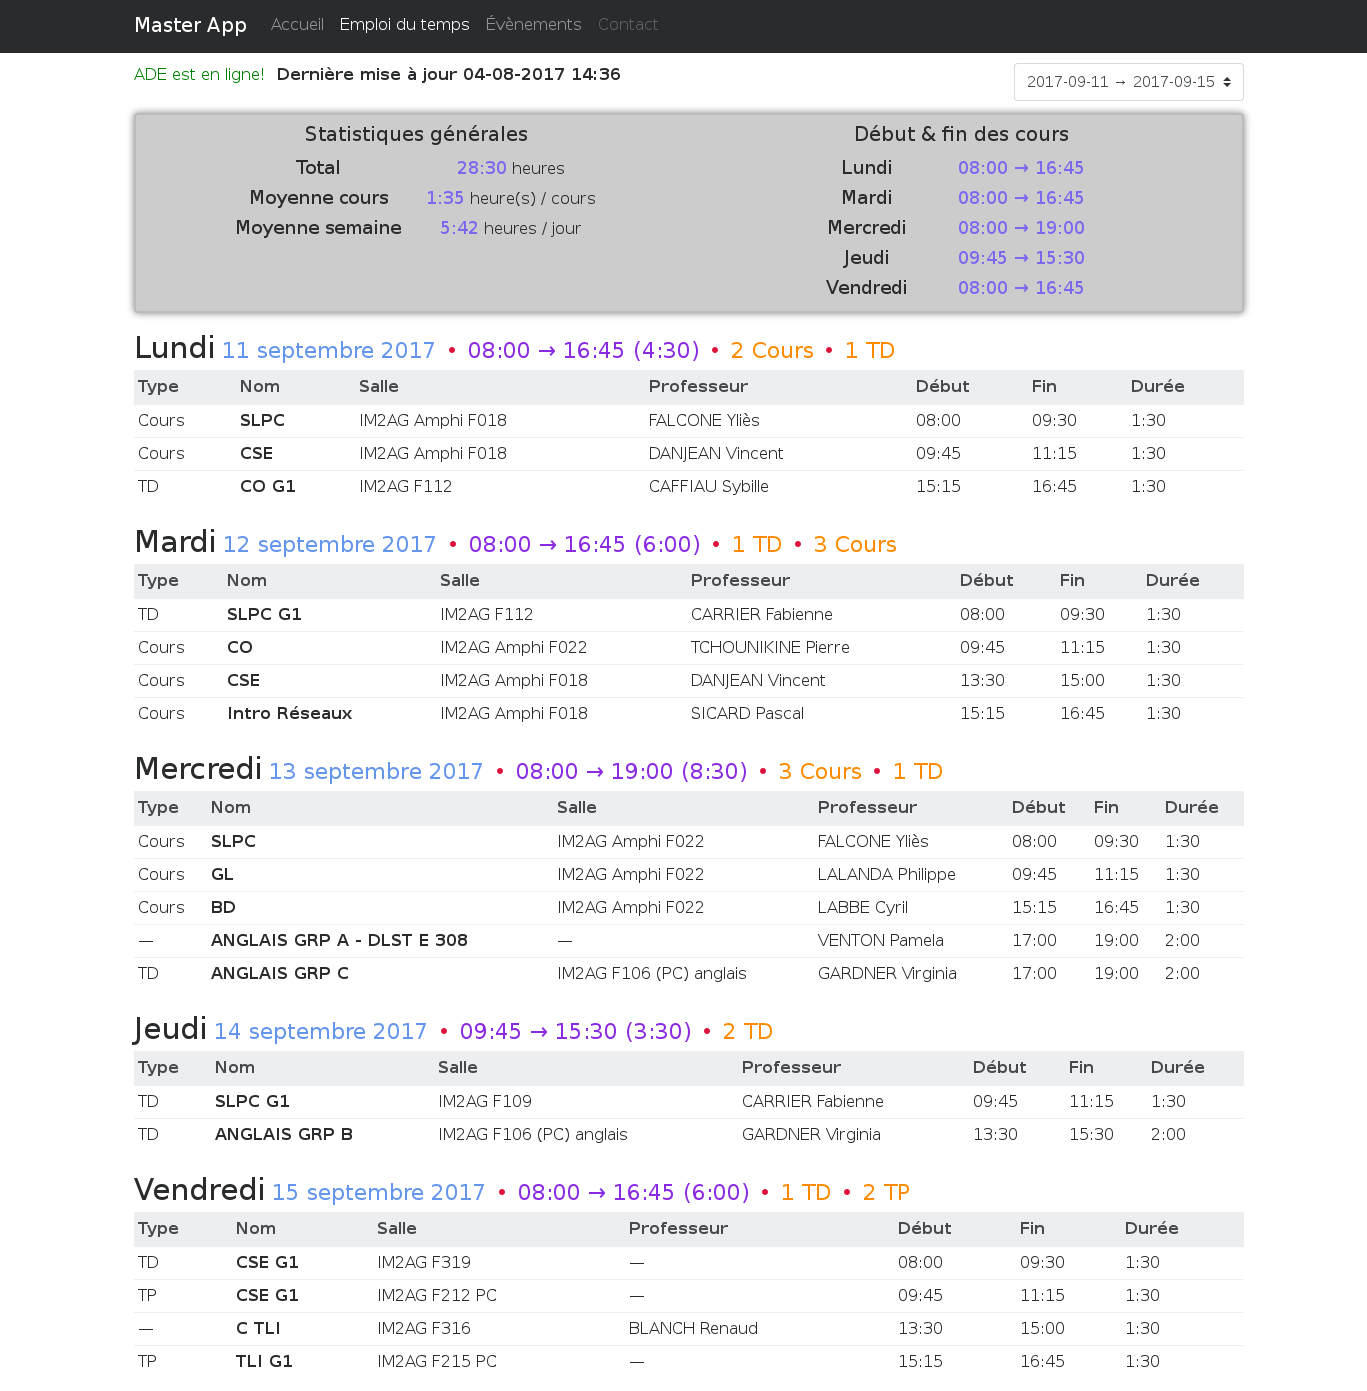 Master App Accueil Emploi du temps Évènements Contact
ADE est en ligne! Dernière mise à jour 04-08-2017 14:36
2017-09-11 → 2017-09-15
Statistiques générales
Total 28:30 heures
Moyenne cours 1:35 heure(s) / cours
Moyenne semaine 5:42 heures / jour
Début & fin des cours
Lundi 08:00 → 16:45
Mardi 08:00 → 16:45
Mercredi 08:00 → 19:00
Jeudi 09:45 → 15:30
Vendredi 08:00 → 16:45
Lundi 11 septembre 2017 • 08:00 → 16:45 (4:30) • 2 Cours • 1 TD
Type Nom Salle Professeur Début Fin Durée
Cours SLPC IM2AG Amphi F018 FALCONE Yliès 08:00 09:30 1:30
Cours CSE IM2AG Amphi F018 DANJEAN Vincent 09:45 11:15 1:30
TD CO G1 IM2AG F112 CAFFIAU Sybille 15:15 16:45 1:30
Mardi 12 septembre 2017 • 08:00 → 16:45 (6:00) • 1 TD • 3 Cours
Type Nom Salle Professeur Début Fin Durée
TD SLPC G1 IM2AG F112 CARRIER Fabienne 08:00 09:30 1:30
Cours CO IM2AG Amphi F022 TCHOUNIKINE Pierre 09:45 11:15 1:30
Cours CSE IM2AG Amphi F018 DANJEAN Vincent 13:30 15:00 1:30
Cours Intro Réseaux IM2AG Amphi F018 SICARD Pascal 15:15 16:45 1:30
Mercredi 13 septembre 2017 • 08:00 → 19:00 (8:30) • 3 Cours • 1 TD
Type Nom Salle Professeur Début Fin Durée
Cours SLPC IM2AG Amphi F022 FALCONE Yliès 08:00 09:30 1:30
Cours GL IM2AG Amphi F022 LALANDA Philippe 09:45 11:15 1:30
Cours BD IM2AG Amphi F022 LABBE Cyril 15:15 16:45 1:30
— ANGLAIS GRP A - DLST E 308 — VENTON Pamela 17:00 19:00 2:00
TD ANGLAIS GRP C IM2AG F106 (PC) anglais GARDNER Virginia 17:00 19:00 2:00
Jeudi 14 septembre 2017 • 09:45 → 15:30 (3:30) • 2 TD
Type Nom Salle Professeur Début Fin Durée
TD SLPC G1 IM2AG F109 CARRIER Fabienne 09:45 11:15 1:30
TD ANGLAIS GRP B IM2AG F106 (PC) anglais GARDNER Virginia 13:30 15:30 2:00
Vendredi 15 septembre 2017 • 08:00 → 16:45 (6:00) • 1 TD • 2 TP
Type Nom Salle Professeur Début Fin Durée
TD CSE G1 IM2AG F319 — 08:00 09:30 1:30
TP CSE G1 IM2AG F212 PC — 09:45 11:15 1:30
— C TLI IM2AG F316 BLANCH Renaud 13:30 15:00 1:30
TP TLI G1 IM2AG F215 PC — 15:15 16:45 1:30